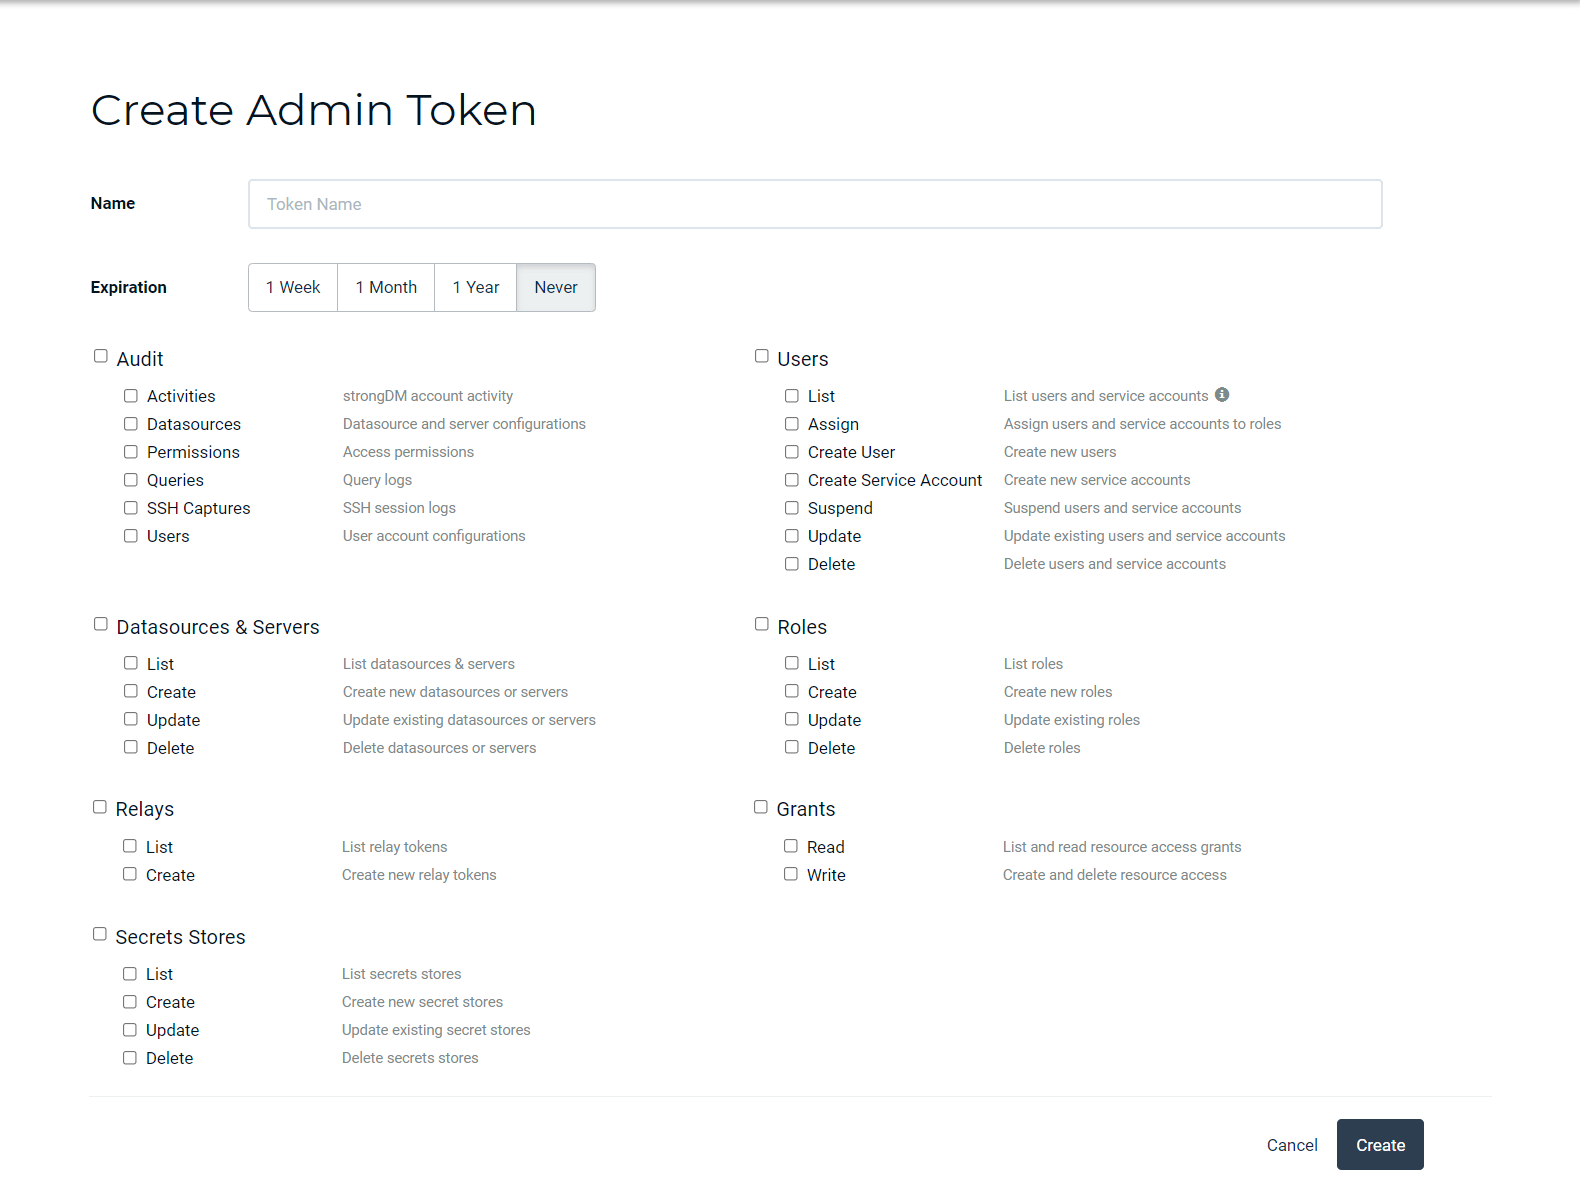 Create Admin Token
Name
Token Name
Expiration
1 Week
1 Month
1 Year
Never
Audit
Activities strongDM account activity
Datasources Datasource and server configurations
Permissions Access permissions
Queries Query logs
SSH Captures SSH session logs
Users User account configurations
Users
List List users and service accounts
Assign Assign users and service accounts to roles
Create User Create new users
Create Service Account Create new service accounts
Suspend Suspend users and service accounts
Update Update existing users and service accounts
Delete Delete users and service accounts
Datasources & Servers
List List datasources & servers
Create Create new datasources or servers
Update Update existing datasources or servers
Delete Delete datasources or servers
Roles
List List roles
Create Create new roles
Update Update existing roles
Delete Delete roles
Relays
List List relay tokens
Create Create new relay tokens
Grants
Read List and read resource access grants
Write Create and delete resource access
Secrets Stores
List List secrets stores
Create Create new secret stores
Update Update existing secret stores
Delete Delete secrets stores
Cancel
Create